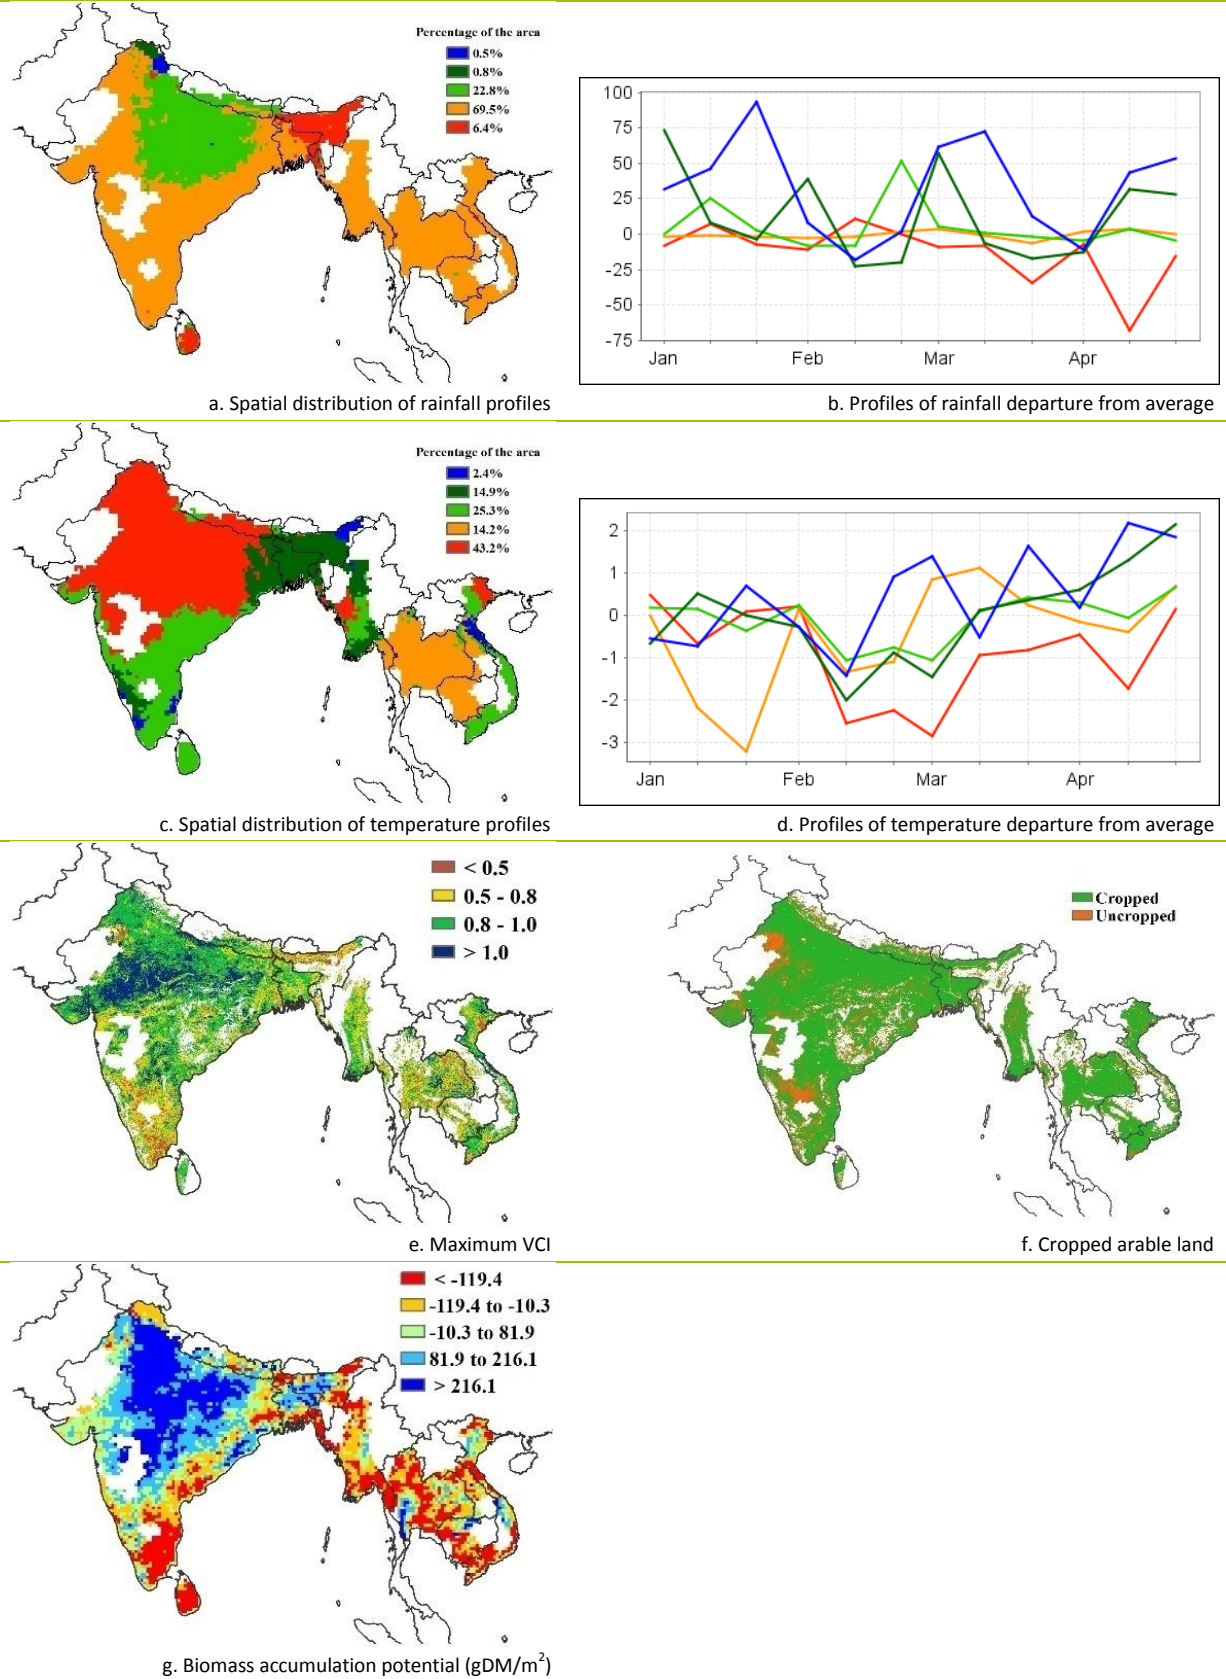 Percentage of the area
0.5%
0.8%
22.8%
69.5%
6.4%
a. Spatial distribution of rainfall profiles
100
75
50
25
0
-25
-50
-75
Jan Feb Mar Apr
b. Profiles of rainfall departure from average
Percentage of the area
2.4%
14.9%
25.3%
14.2%
43.2%
c. Spatial distribution of temperature profiles
2
1
0
-1
-2
-3
Jan Feb Mar Apr
d. Profiles of temperature departure from average
< 0.5
0.5 - 0.8
0.8 - 1.0
> 1.0
e. Maximum VCI
Cropped
Uncropped
f. Cropped arable land
< -119.4
-119.4 to -10.3
-10.3 to 81.9
81.9 to 216.1
> 216.1
g. Biomass accumulation potential (gDM/m²)